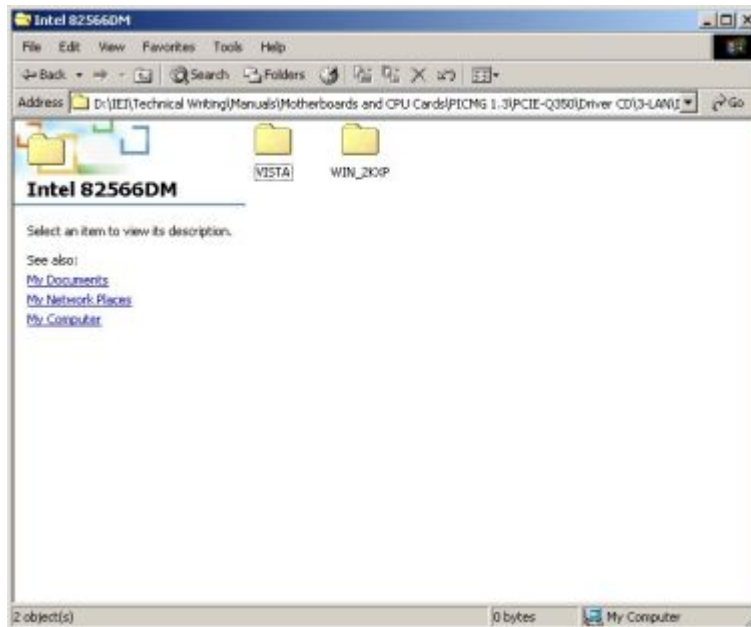 Intel 82566DM
File Edit View Favorites Tools Help
Back Search Folders
Address D:\IEI\Technical Writing\Manuals\Motherboards and CPU Cards\PICMG 1.3\PCIE-Q350\Driver CD\3-LAN\I Go
VISTA WIN_2KXP
Intel 82566DM
Select an item to view its description.
See also:
My Documents
My Network Places
My Computer
2 object(s) 0 bytes My Computer